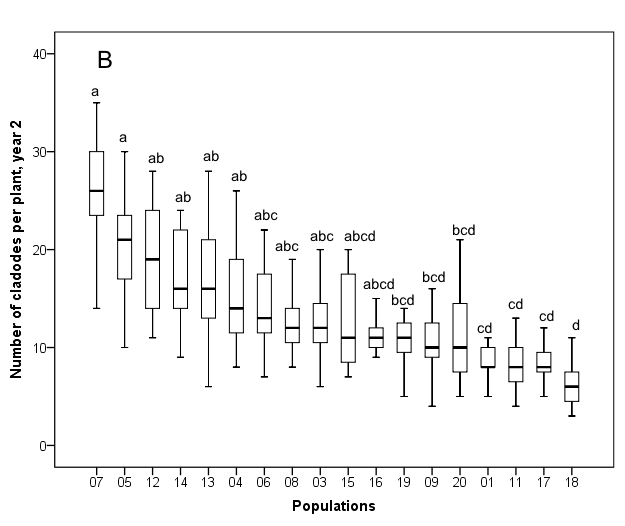 B
Number of cladodes per plant, year 2
40
30
20
10
0
a
a
ab
ab
ab
ab
abc
abc
abc
abcd
abcd
bcd
bcd
bcd
cd
cd
cd
d
07 05 12 14 13 04 06 08 03 15 16 19 09 20 01 11 17 18
Populations